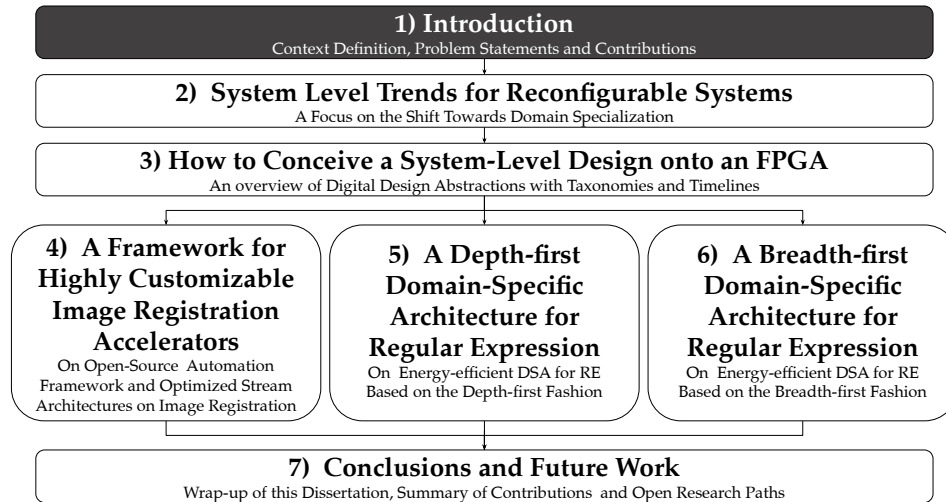 1) Introduction
Context Definition, Problem Statements and Contributions
2) System Level Trends for Reconfigurable Systems
A Focus on the Shift Towards Domain Specialization
3) How to Conceive a System-Level Design onto an FPGA
An overview of Digital Design Abstractions with Taxonomies and Timelines
4) A Framework for
Highly Customizable
Image Registration
Accelerators
On Open-Source Automation
Framework and Optimized Stream
Architectures on Image Registration
5) A Depth-first
Domain-Specific
Architecture for
Regular Expression
On Energy-efficient DSA for RE
Based on the Depth-first Fashion
6) A Breadth-first
Domain-Specific
Architecture for
Regular Expression
On Energy-efficient DSA for RE
Based on the Breadth-first Fashion
7) Conclusions and Future Work
Wrap-up of this Dissertation, Summary of Contributions and Open Research Paths